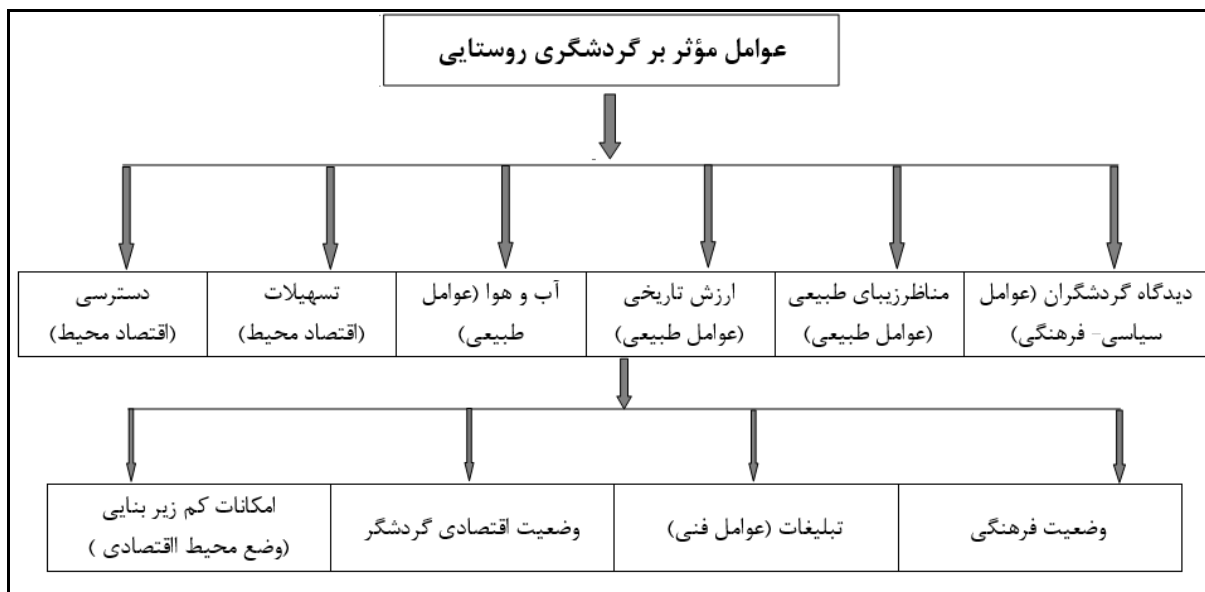 عوامل مؤثر بر گردشگری روستایی
دیدگاه گردشگران (عوامل
سیاسی- فرهنگی)
مناظرزیبای طبیعی
(عوامل طبیعی)
ارزش تاریخی
(عوامل طبیعی)
آب و هوا (عوامل
طبیعی)
تسهیلات
(اقتصاد محیط)
دسترسی
(اقتصاد محیط)
وضعیت فرهنگی
تبلیغات (عوامل فنی)
وضعیت اقتصادی گردشگر
امکانات کم زیر بنایی
(وضع محیط ااقتصادی )